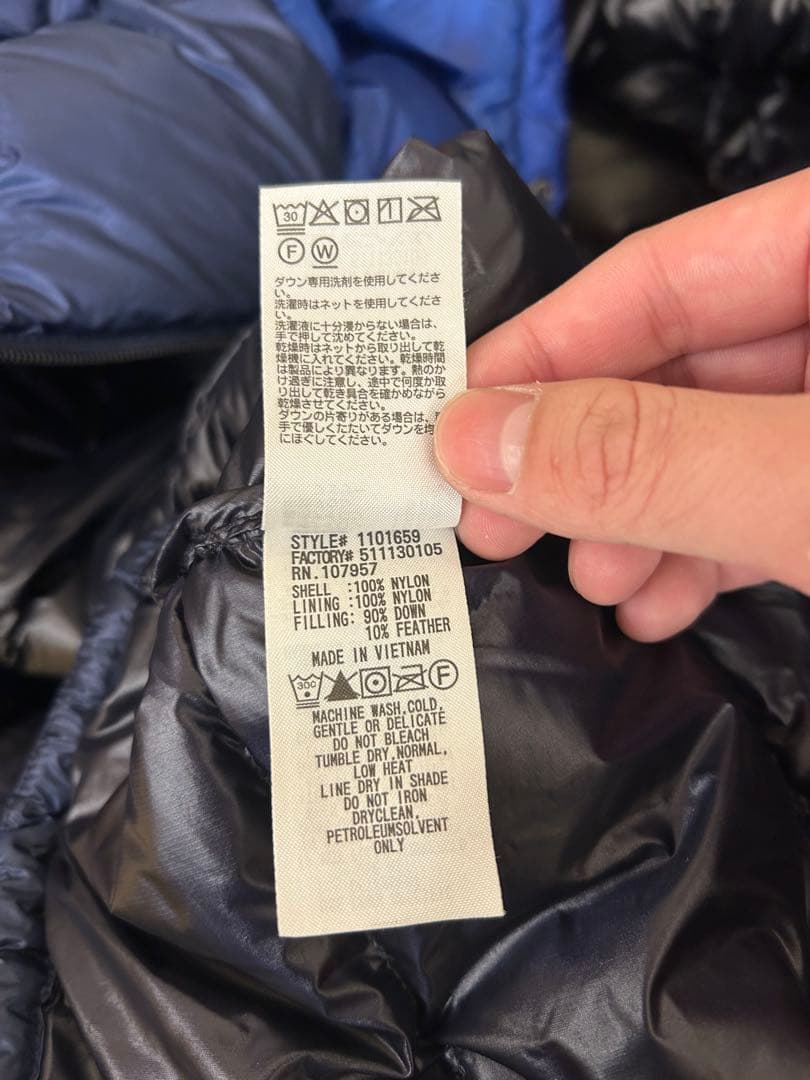 30
F W
ダウン専用洗剤を使用してくださ
い。
洗濯時はネットを使用してくださ
い。
洗濯液に十分浸からない場合は、
手で押して沈めてください。
乾燥時はネットから取り出して乾
燥機に入れてください。乾燥時間
は製品により異なります。熱のか
け過ぎに注意し、途中で何度か取
り出して乾き具合を確かめながら
乾燥させてください。
ダウンの片寄りがある場合は、
手で優しくたたいてダウンを均
にほぐしてください。
STYLE# 1101659
FACTORY# 511130105
RN.107957
SHELL :100% NYLON
LINING :100% NYLON
FILLING: 90% DOWN
10% FEATHER
MADE IN VIETNAM
30C F
MACHINE WASH,COLD,
GENTLE OR DELICATE
DO NOT BLEACH
TUMBLE DRY,NORMAL,
LOW HEAT
LINE DRY IN SHADE
DO NOT IRON
DRYCLEAN,
PETROLEUMSOLVENT
ONLY